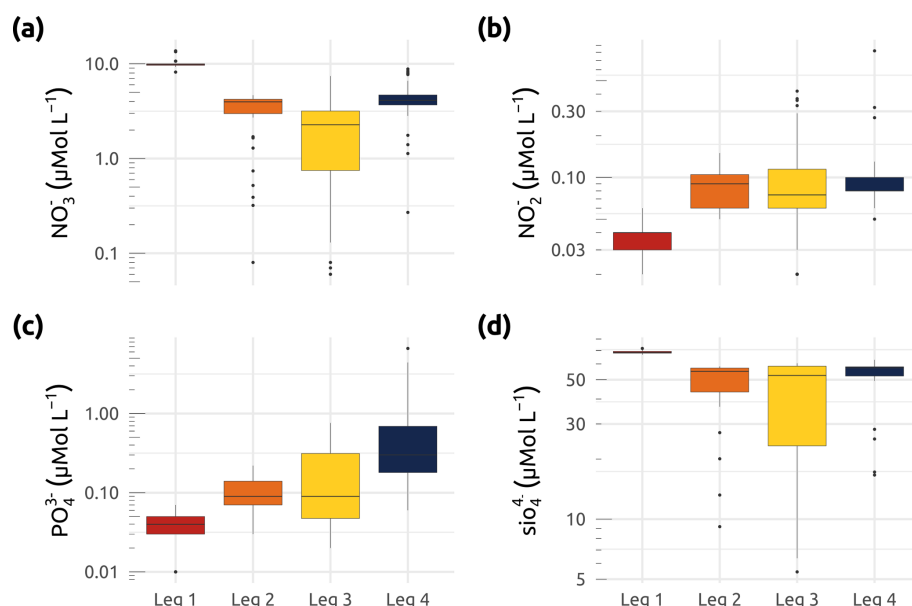 (a)
NO₃⁻ (µMol L⁻¹)
10.0
1.0
0.1
(b)
NO₂⁻ (µMol L⁻¹)
0.30
0.10
0.03
(c)
PO₄³⁻ (µMol L⁻¹)
1.00
0.10
0.01
Leg 1 Leg 2 Leg 3 Leg 4
(d)
sio₄⁴⁻ (µMol L⁻¹)
50
30
10
5
Leg 1 Leg 2 Leg 3 Leg 4